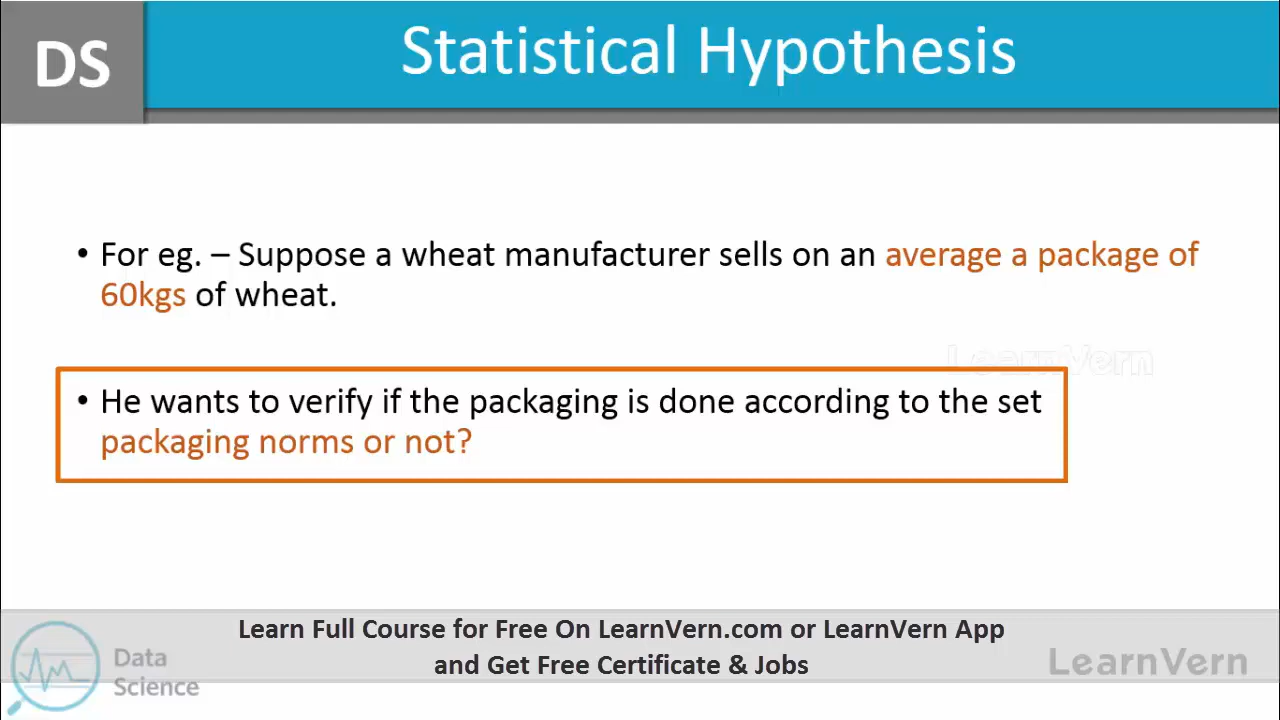 DS
Statistical Hypothesis
• For eg. – Suppose a wheat manufacturer sells on an average a package of
60kgs of wheat.
LearnVern
• He wants to verify if the packaging is done according to the set
packaging norms or not?
Learn Full Course for Free On LearnVern.com or LearnVern App
and Get Free Certificate & Jobs
Data
Science
LearnVern